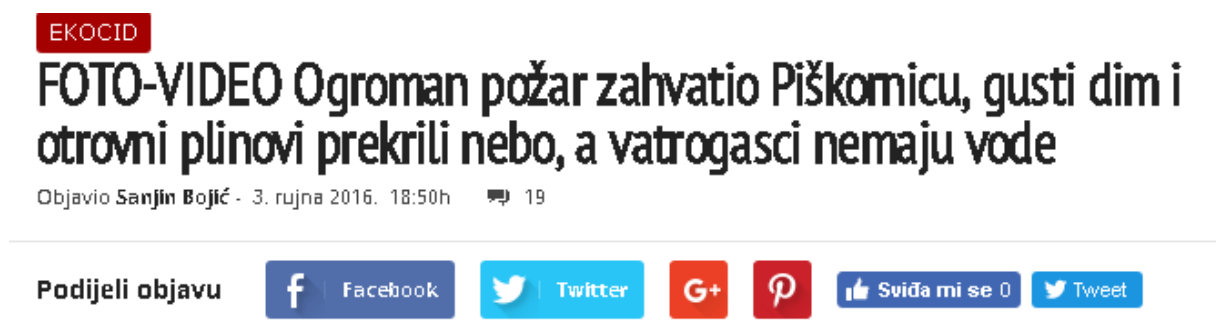 EKOCID
FOTO-VIDEO Ogroman požar zahvatio Piškornicu, gusti dim i
otrovni plinovi prekrili nebo, a vatrogasci nemaju vode
Objavio Sanjin Bojić - 3. rujna 2016. 18:50h 19
Podijeli objavu f Facebook Twitter G+ Sviđa mi se 0 Tweet